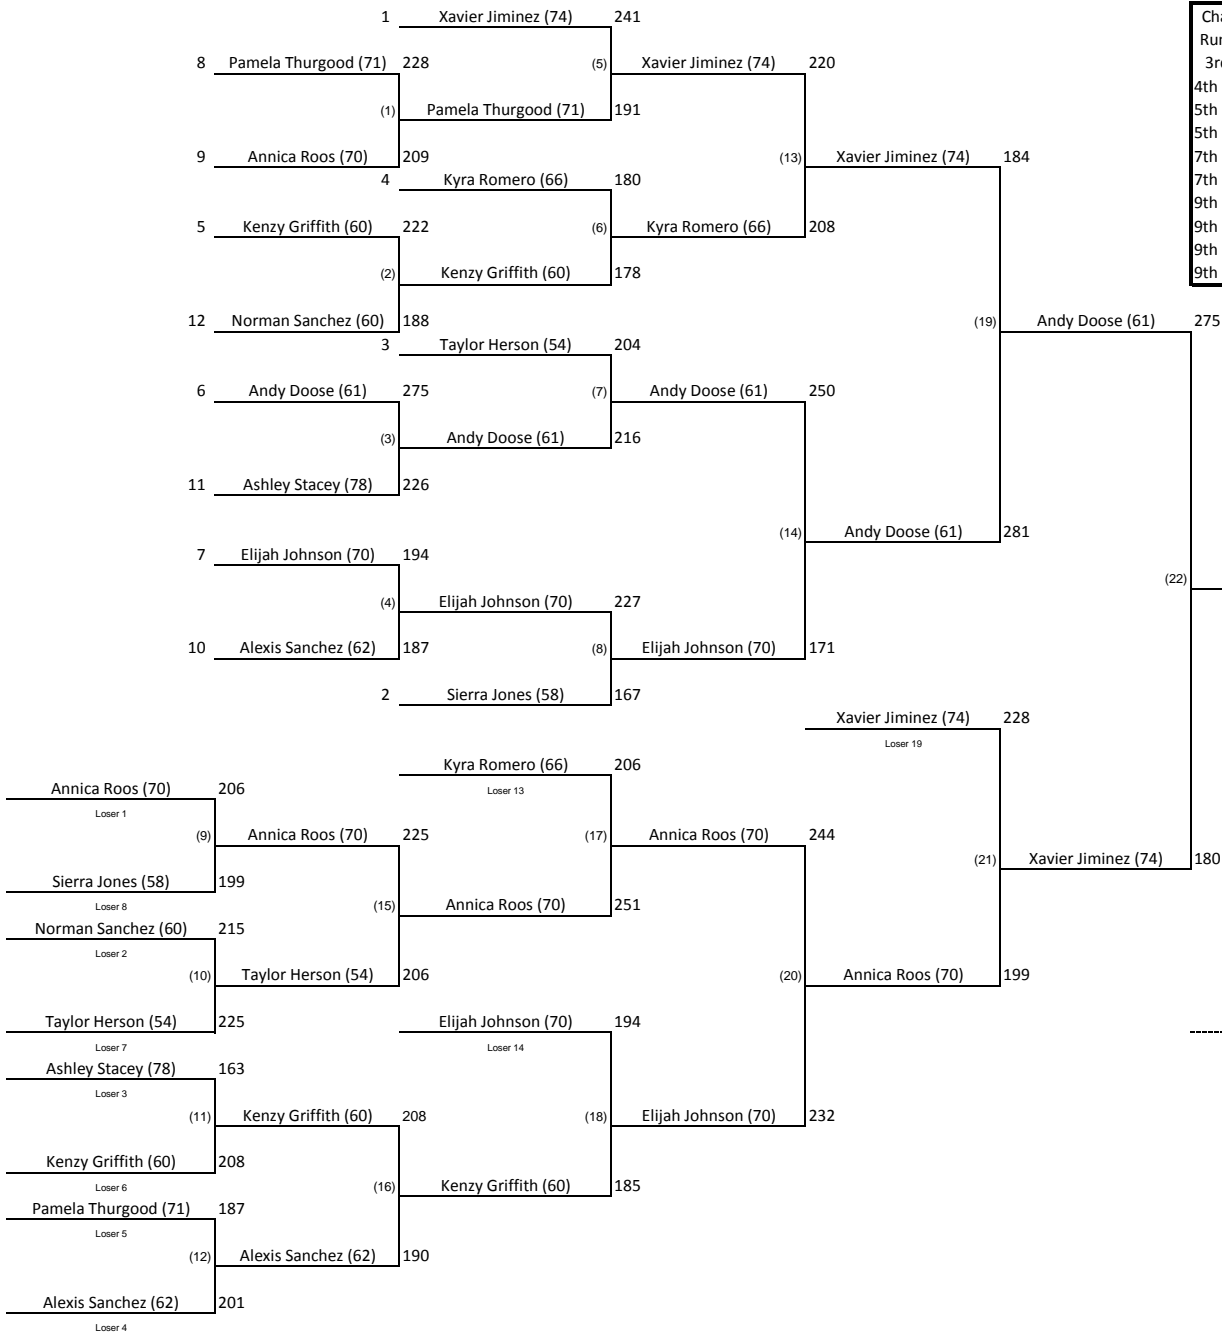 1 Xavier Jiminez (74) 241
8 Pamela Thurgood (71) 228 (5) Xavier Jiminez (74) 220
(1) Pamela Thurgood (71) 191
9 Annica Roos (70) 209 (13) Xavier Jiminez (74) 184
4 Kyra Romero (66) 180
5 Kenzy Griffith (60) 222 (6) Kyra Romero (66) 208
(2) Kenzy Griffith (60) 178
12 Norman Sanchez (60) 188 (19) Andy Doose (61) 275
3 Taylor Herson (54) 204
6 Andy Doose (61) 275 (7) Andy Doose (61) 250
(3) Andy Doose (61) 216
11 Ashley Stacey (78) 226
(14) Andy Doose (61) 281
7 Elijah Johnson (70) 194
(22)
(4) Elijah Johnson (70) 227
10 Alexis Sanchez (62) 187 (8) Elijah Johnson (70) 171
2 Sierra Jones (58) 167
Xavier Jiminez (74) 228
Loser 19
Kyra Romero (66) 206
Loser 13
Annica Roos (70) 206
Loser 1
(9) Annica Roos (70) 225 (17) Annica Roos (70) 244
(21) Xavier Jiminez (74) 180
Sierra Jones (58) 199
Loser 8
(15) Annica Roos (70) 251
Norman Sanchez (60) 215
Loser 2
(10) Taylor Herson (54) 206 (20) Annica Roos (70) 199
Taylor Herson (54) 225
Loser 7
Elijah Johnson (70) 194
Loser 14
Ashley Stacey (78) 163
Loser 3
(11) Kenzy Griffith (60) 208 (18) Elijah Johnson (70) 232
Kenzy Griffith (60) 208
Loser 6
(16) Kenzy Griffith (60) 185
Pamela Thurgood (71) 187
Loser 5
(12) Alexis Sanchez (62) 190
Alexis Sanchez (62) 201
Loser 4
Cha
Run
3rd
4th
5th
5th
7th
7th
9th
9th
9th
9th